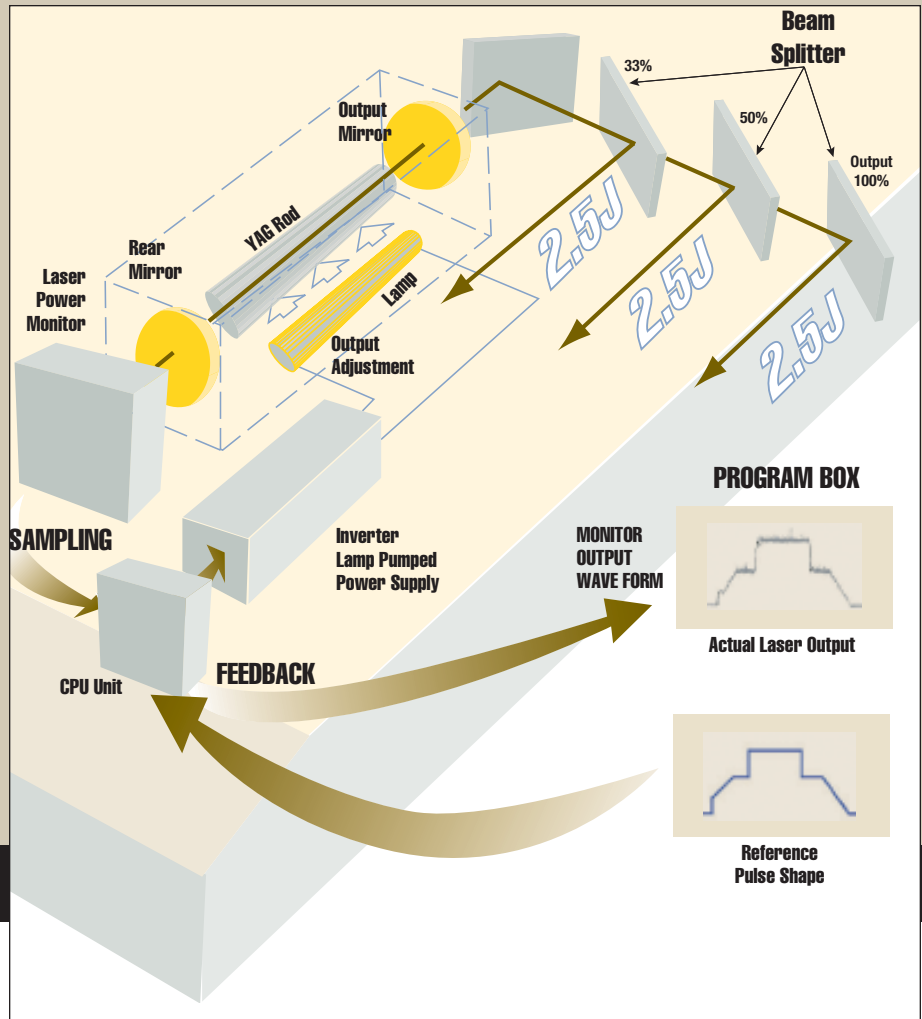 Beam
Splitter
33%
50%
Output
100%
Output
Mirror
YAG Rod
Rear
Mirror
Laser
Power
Monitor
Lamp
Output
Adjustment
2.5J
2.5J
2.5J
PROGRAM BOX
SAMPLING
Inverter
Lamp Pumped
Power Supply
MONITOR
OUTPUT
WAVE FORM
Actual Laser Output
CPU Unit
FEEDBACK
Reference
Pulse Shape